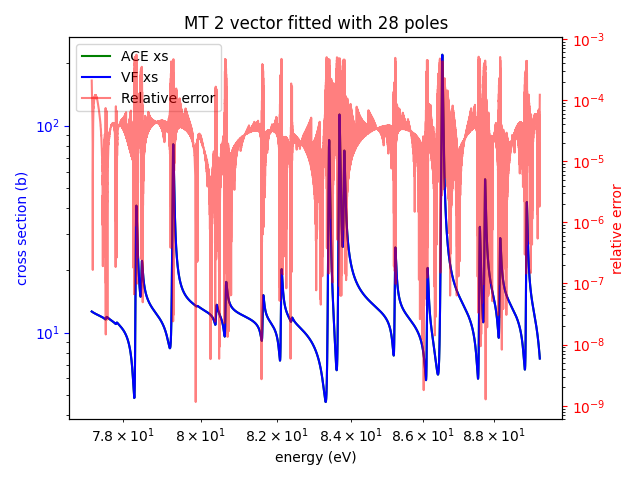 MT 2 vector fitted with 28 poles
ACE xs
VF xs
Relative error
cross section (b)
10²
10¹
relative error
10⁻³
10⁻⁴
10⁻⁵
10⁻⁶
10⁻⁷
10⁻⁸
10⁻⁹
7.8 × 10¹ 8 × 10¹ 8.2 × 10¹ 8.4 × 10¹ 8.6 × 10¹ 8.8 × 10¹
energy (eV)